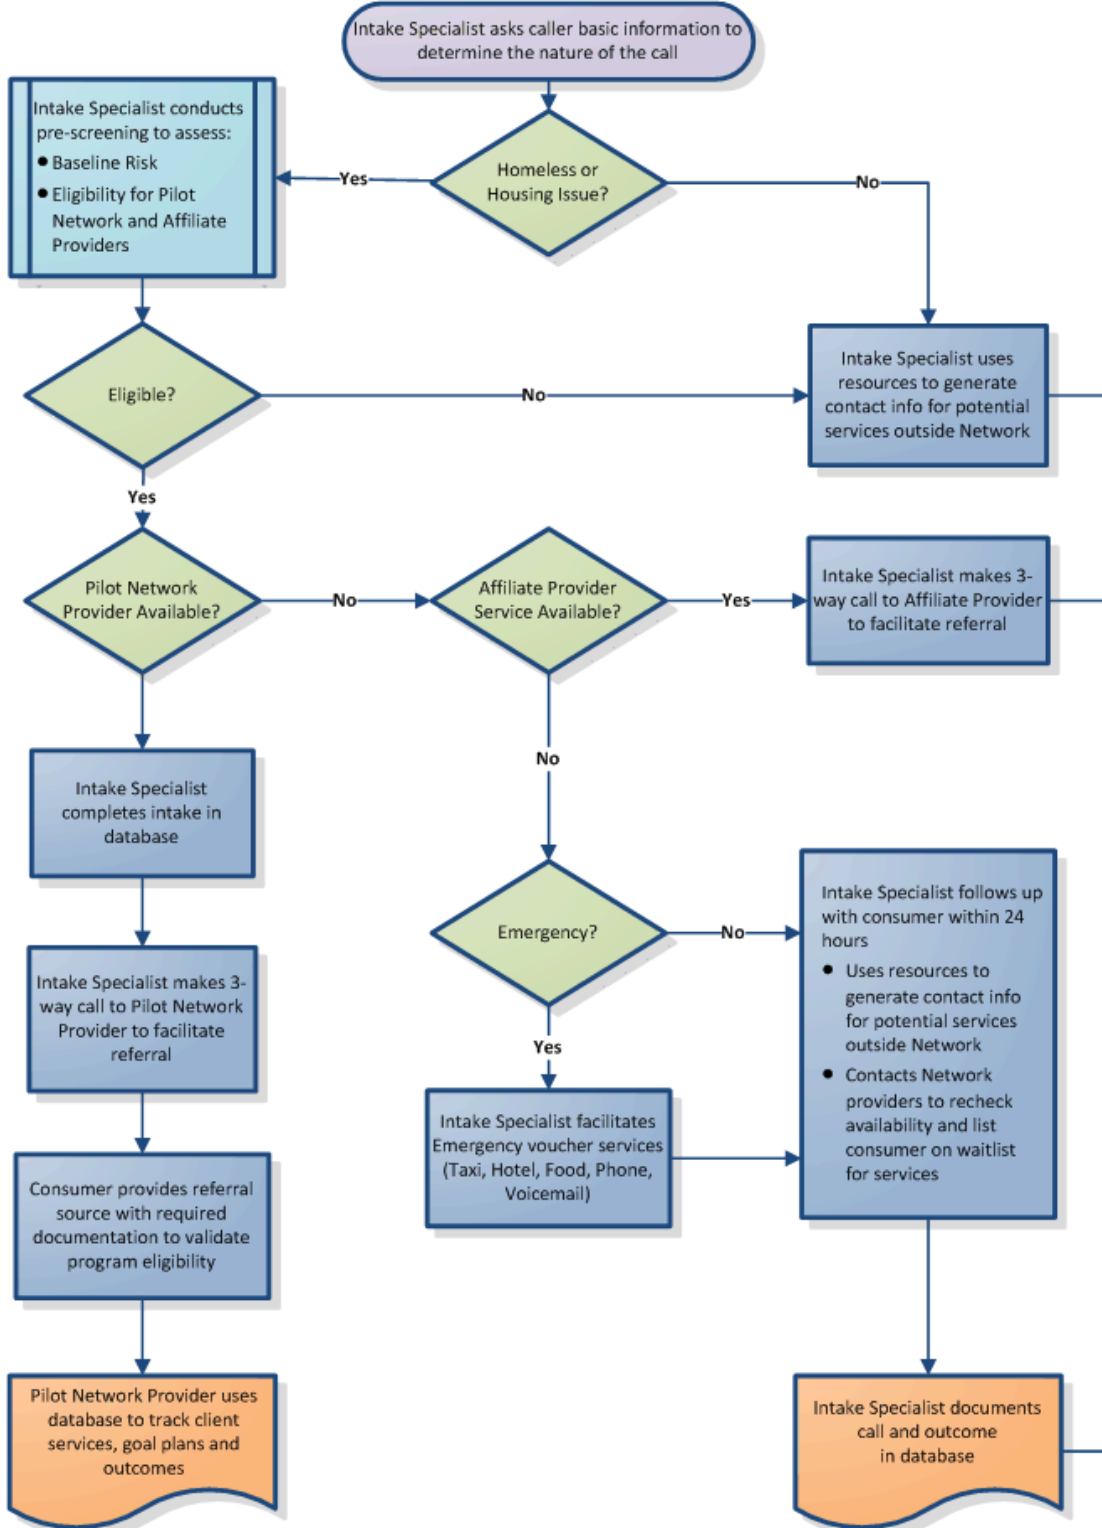 Intake Specialist asks caller basic information to
determine the nature of the call
Intake Specialist conducts
pre-screening to assess:
● Baseline Risk
● Eligibility for Pilot
Network and Affiliate
Providers
Yes
Homeless or
Housing Issue?
No
Eligible?
No
Intake Specialist uses
resources to generate
contact info for potential
services outside Network
Yes
Pilot Network
Provider Available?
No
Affiliate Provider
Service Available?
Yes
Intake Specialist makes 3-
way call to Affiliate Provider
to facilitate referral
Intake Specialist
completes intake in
database
No
Intake Specialist makes 3-
way call to Pilot Network
Provider to facilitate
referral
Emergency?
No
Intake Specialist follows up
with consumer within 24
hours
● Uses resources to
generate contact info
for potential services
outside Network
● Contacts Network
providers to recheck
availability and list
consumer on waitlist
for services
Yes
Intake Specialist facilitates
Emergency voucher services
(Taxi, Hotel, Food, Phone,
Voicemail)
Consumer provides referral
source with required
documentation to validate
program eligibility
Pilot Network Provider uses
database to track client
services, goal plans and
outcomes
Intake Specialist documents
call and outcome
in database